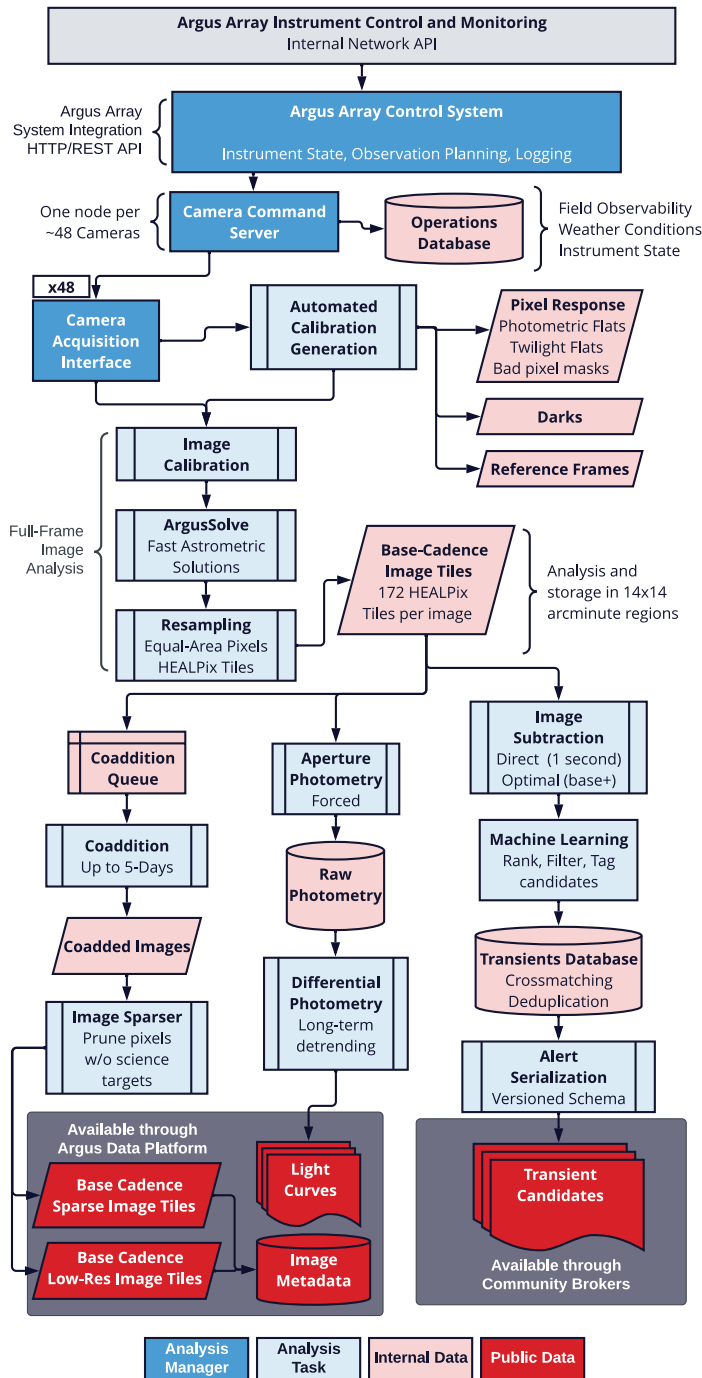 Argus Array Instrument Control and Monitoring
Internal Network API
Argus Array
System Integration
HTTP/REST API
Argus Array Control System
Instrument State, Observation Planning, Logging
One node per
~48 Cameras
Camera Command
Server
Operations
Database
Field Observability
Weather Conditions
Instrument State
x48
Camera
Acquisition
Interface
Automated
Calibration
Generation
Pixel Response
Photometric Flats
Twilight Flats
Bad pixel masks
Darks
Reference Frames
Full-Frame
Image
Analysis
Image
Calibration
ArgusSolve
Fast Astrometric
Solutions
Resampling
Equal-Area Pixels
HEALPix Tiles
Base-Cadence
Image Tiles
172 HEALPix
Tiles per image
Analysis and
storage in 14x14
arcminute regions
Coaddition
Queue
Coaddition
Up to 5-Days
Coadded Images
Image Sparser
Prune pixels
w/o science
targets
Aperture
Photometry
Forced
Raw
Photometry
Differential
Photometry
Long-term
detrending
Image
Subtraction
Direct (1 second)
Optimal (base+)
Machine Learning
Rank, Filter, Tag
candidates
Transients Database
Crossmatching
Deduplication
Alert
Serialization
Versioned Schema
Available through
Argus Data Platform
Base Cadence
Sparse Image Tiles
Base Cadence
Low-Res Image Tiles
Light
Curves
Image
Metadata
Transient
Candidates
Available through
Community Brokers
Analysis
Manager
Analysis
Task
Internal Data
Public Data